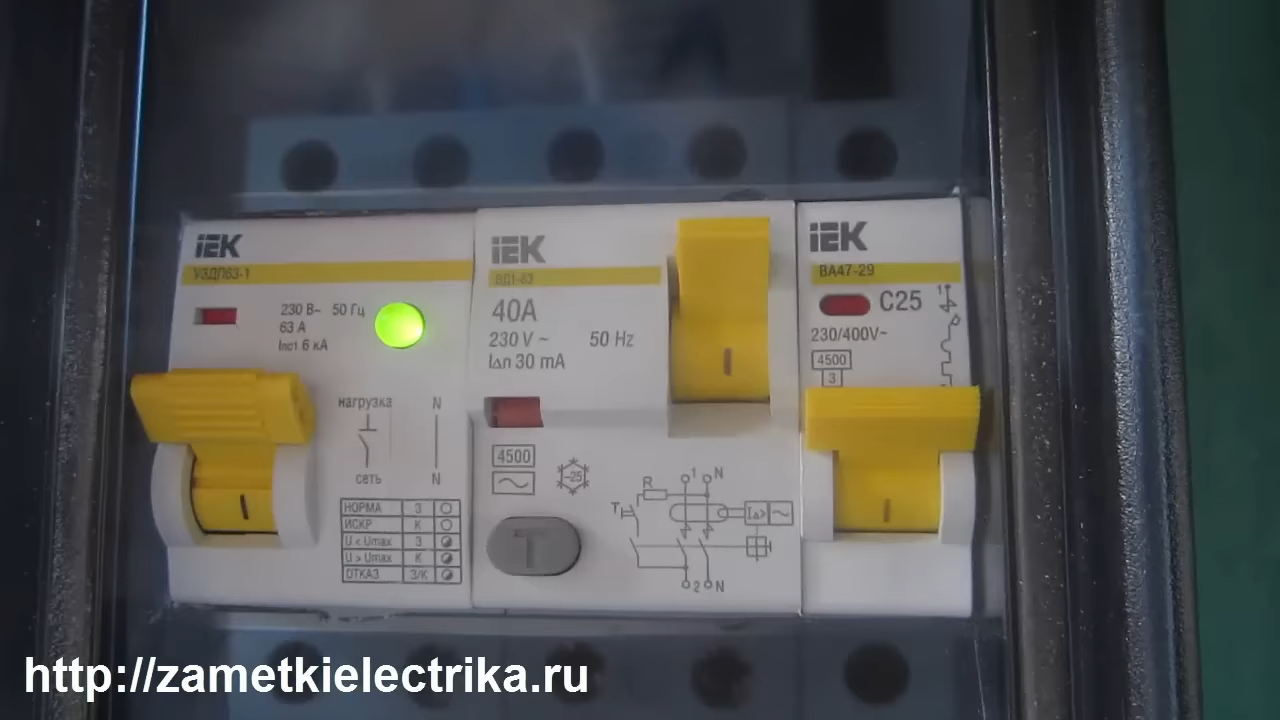 IEK
УЗДП63-1
230 В~ 50 Гц
63 А
Inст 6 кА
нагрузка N
сеть N
НОРМА З
ИСКР К
U < Umax З
U > Umax К
ОТКАЗ З/К
IEK
ВД1-63
40A
230 V ~ 50 Hz
I∆n 30 mA
4500
~
-25
T
R 1 N
T
I∆> ~
2 N
IEK
ВА47-29
C25
1
230/400V~
4500
3
http://zametkielectrika.ru